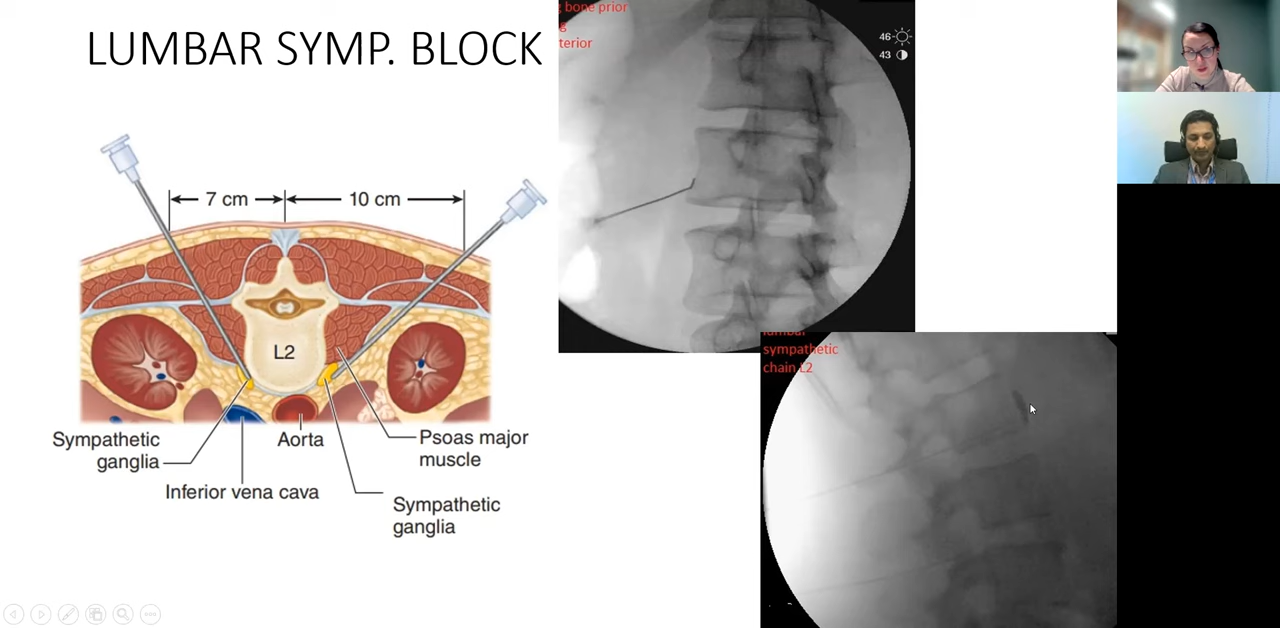 LUMBAR SYMP. BLOCK
bone prior
terior
46
43
7 cm
10 cm
L2
Sympathetic
ganglia
Aorta
Psoas major
muscle
Inferior vena cava
Sympathetic
ganglia
lumbar
sympathetic
chain L2